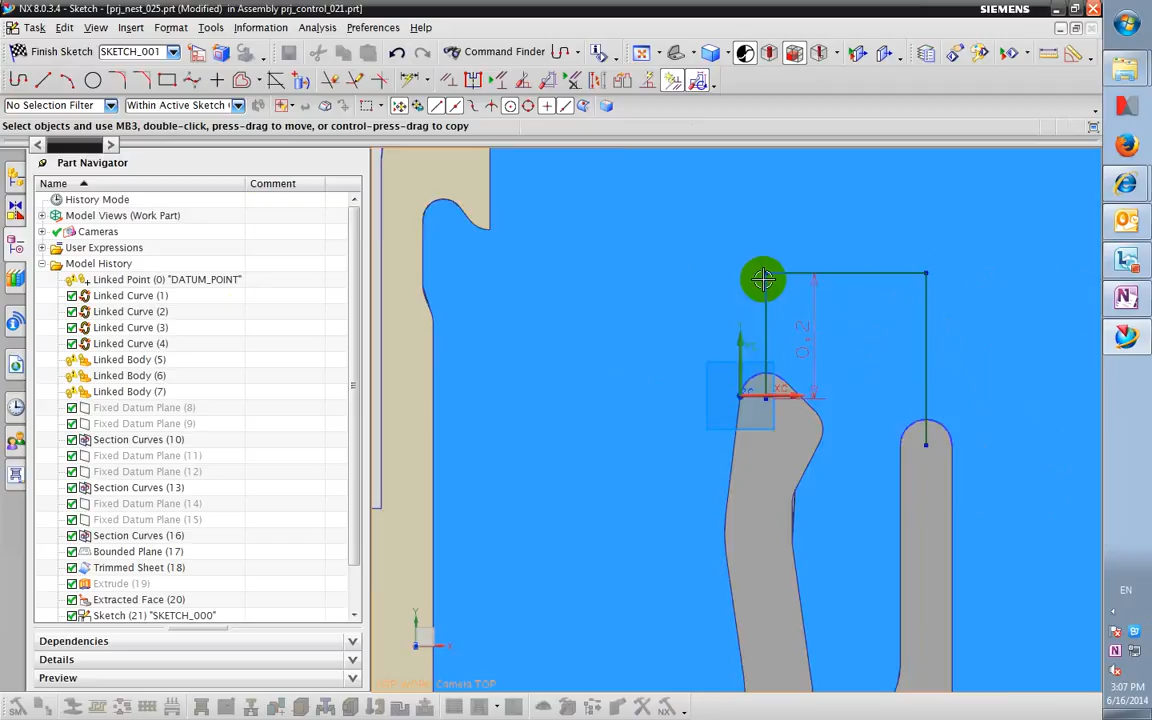 NX 8.0.3.4 - Sketch - [prj_nest_025.prt (Modified) in Assembly prj_control_021.prt]
SIEMENS
Task Edit View Insert Format Tools Information Analysis Preferences Help
Finish Sketch SKETCH_001 Command Finder
No Selection Filter Within Active Sketch
Select objects and use MB3, double-click, press-drag to move, or control-press-drag to copy
Part Navigator
Name Comment
History Mode
Model Views (Work Part)
Cameras
User Expressions
Model History
Linked Point (0) "DATUM_POINT"
Linked Curve (1)
Linked Curve (2)
Linked Curve (3)
Linked Curve (4)
Linked Body (5)
Linked Body (6)
Linked Body (7)
Fixed Datum Plane (8)
Fixed Datum Plane (9)
Section Curves (10)
Fixed Datum Plane (11)
Fixed Datum Plane (12)
Section Curves (13)
Fixed Datum Plane (14)
Fixed Datum Plane (15)
Section Curves (16)
Bounded Plane (17)
Trimmed Sheet (18)
Extrude (19)
Extracted Face (20)
Sketch (21) "SKETCH_000"
Dependencies
Details
Preview
0.2
XC
Y
X
Camera TOP
EN
3:07 PM
6/16/2014